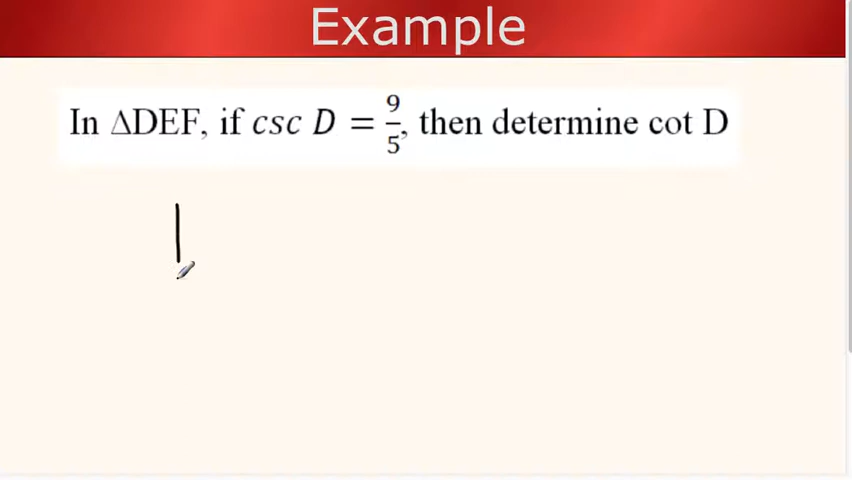 Example
In ΔDEF, if csc D = 9/5, then determine cot D